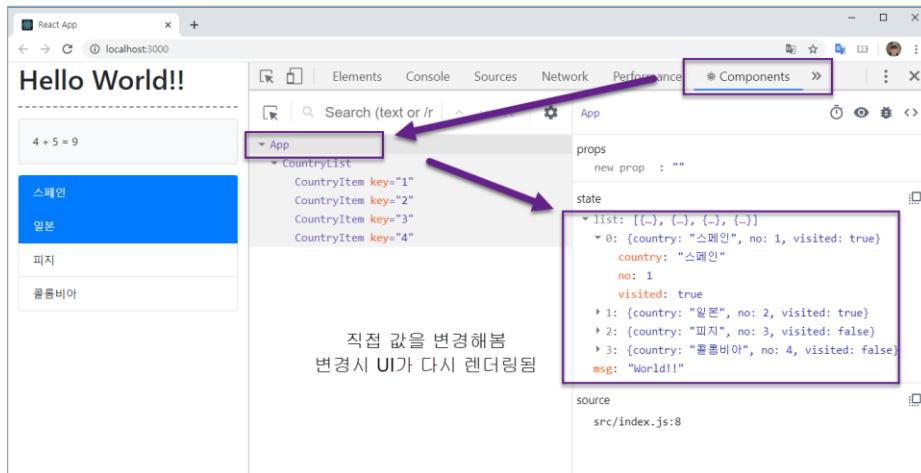 React App
localhost:3000
Hello World!!
4 + 5 = 9
스페인
일본
피지
콜롬비아
Elements Console Sources Network Performance Components »
Search (text or /r
App
CountryList
CountryItem key="1"
CountryItem key="2"
CountryItem key="3"
CountryItem key="4"
직접 값을 변경해봄
변경시 UI가 다시 렌더링됨
App
props
new prop : ""
state
list: [{…}, {…}, {…}, {…}]
0: {country: "스페인", no: 1, visited: true}
country: "스페인"
no: 1
visited: true
1: {country: "일본", no: 2, visited: true}
2: {country: "피지", no: 3, visited: false}
3: {country: "콜롬비아", no: 4, visited: false}
msg: "World!!"
source
src/index.js:8